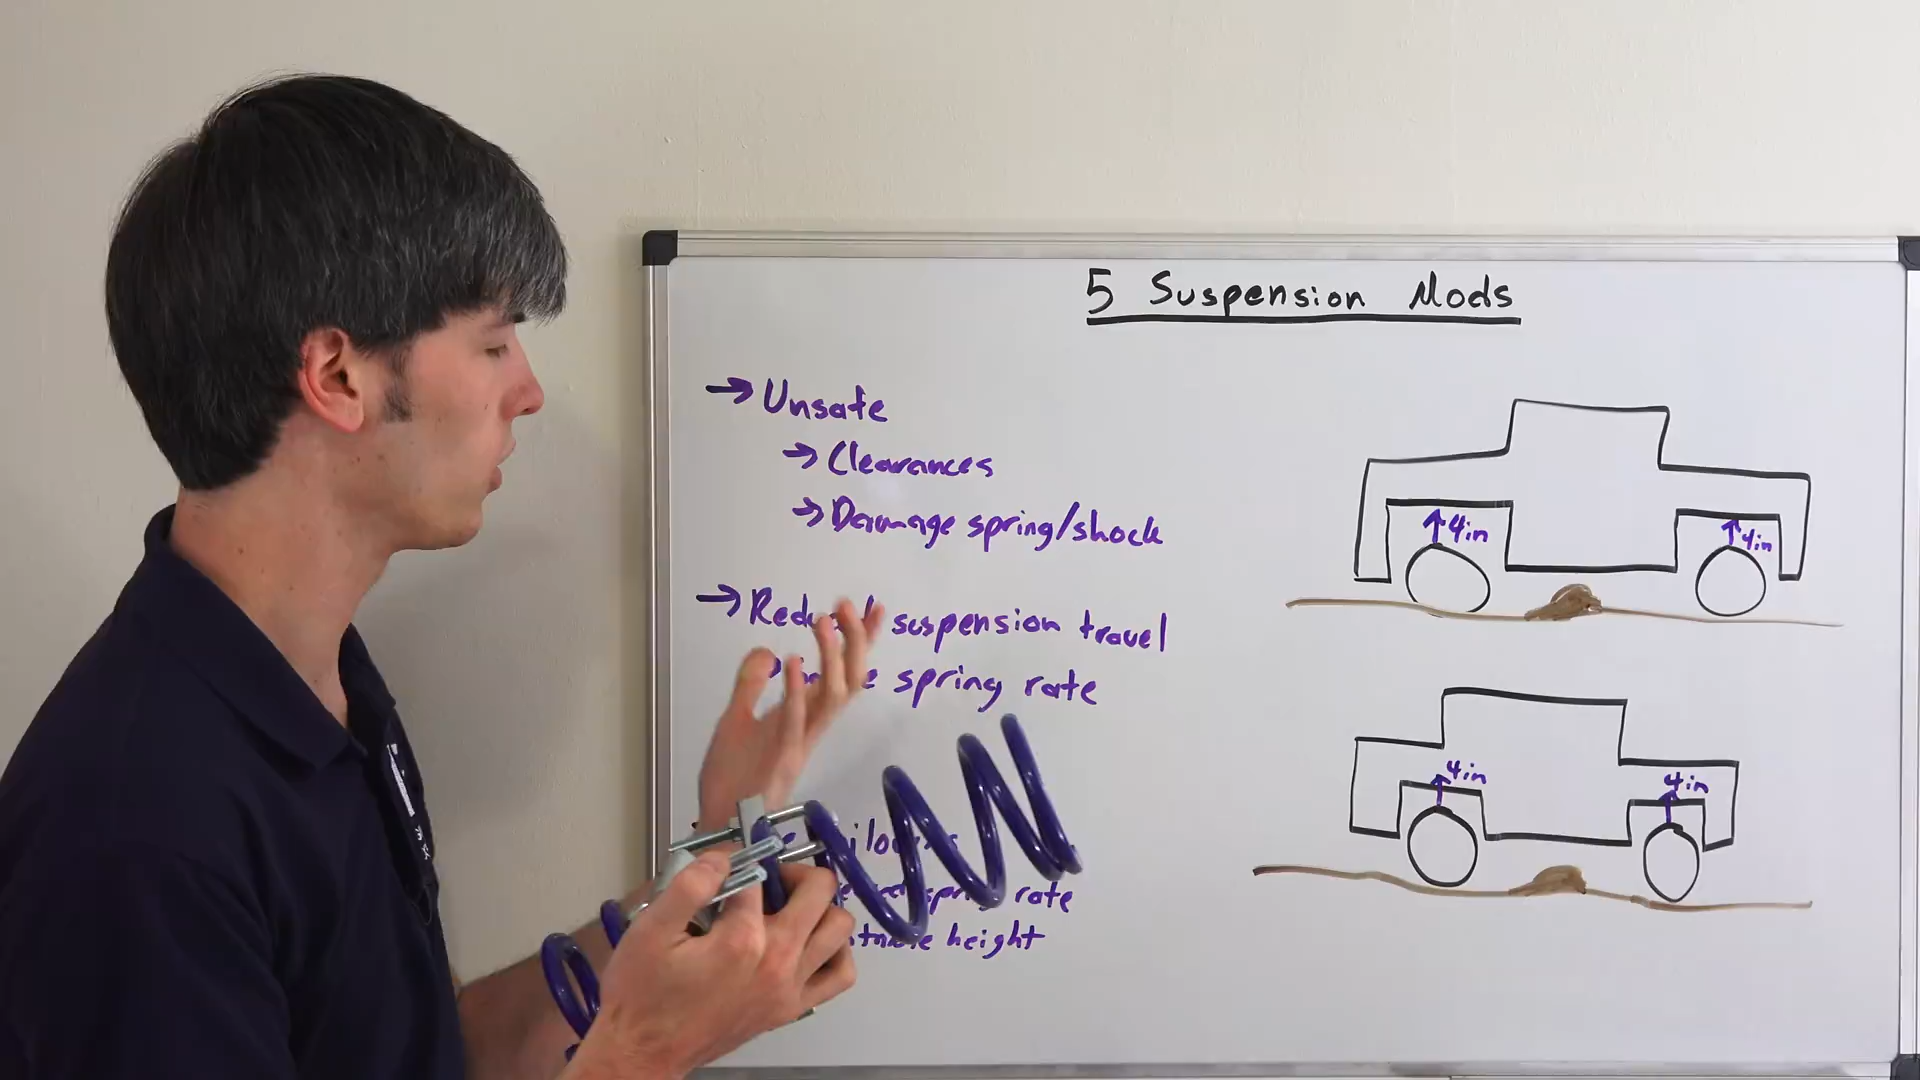 5 Suspension Mods
→ Unsafe
→ Clearances
→ Damage spring/shock
→ suspension travel
spring rate
rate
height
↑4in
↑4in
4in
4in